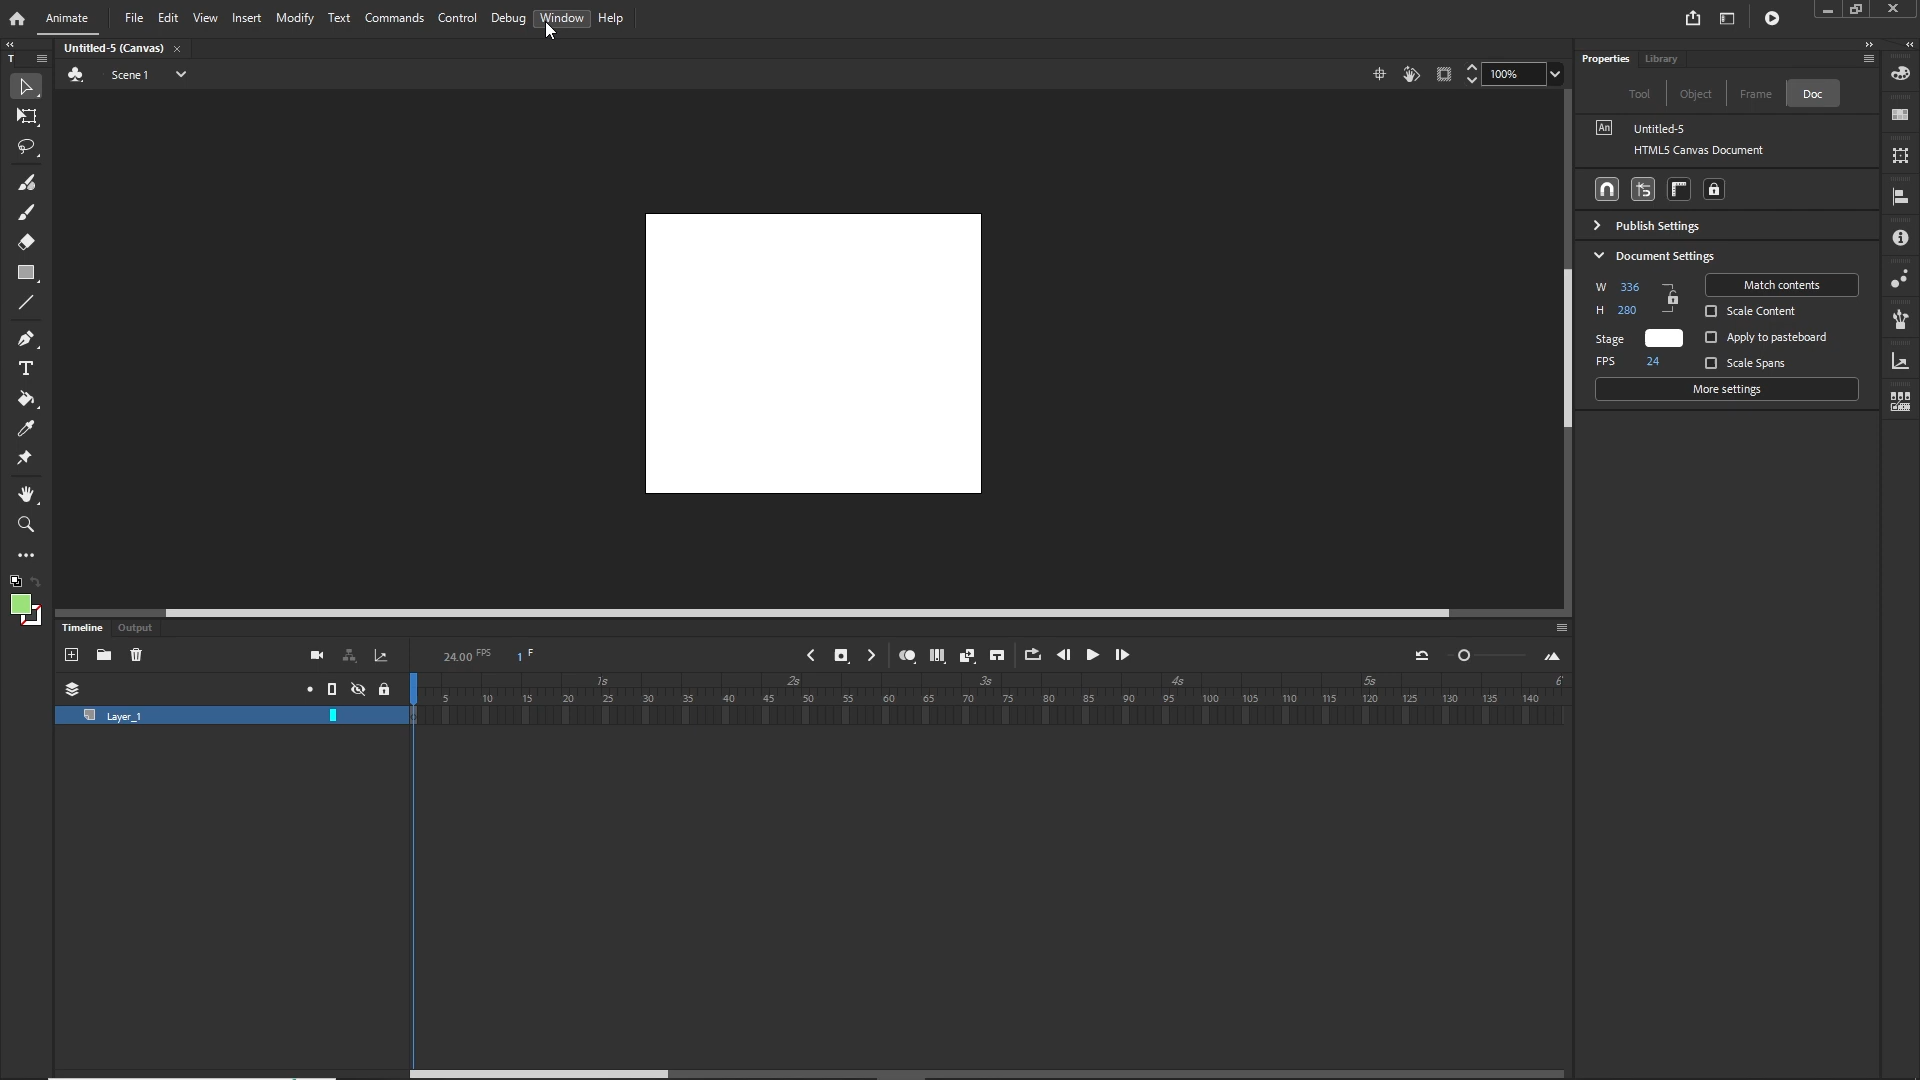 Animate File Edit View Insert Modify Text Commands Control Debug Window Help
Untitled-5 (Canvas)
T
Scene 1
100%
Properties Library
Tool Object Frame Doc
An Untitled-5
HTML5 Canvas Document
Publish Settings
Document Settings
W 336 Match contents
H 280 Scale Content
Stage Apply to pasteboard
FPS 24 Scale Spans
More settings
T
Timeline Output
24.00 FPS 1 F
1s 2s 3s 4s 5s 6
5 10 15 20 25 30 35 40 45 50 55 60 65 70 75 80 85 90 95 100 105 110 115 120 125 130 135 140
Layer_1